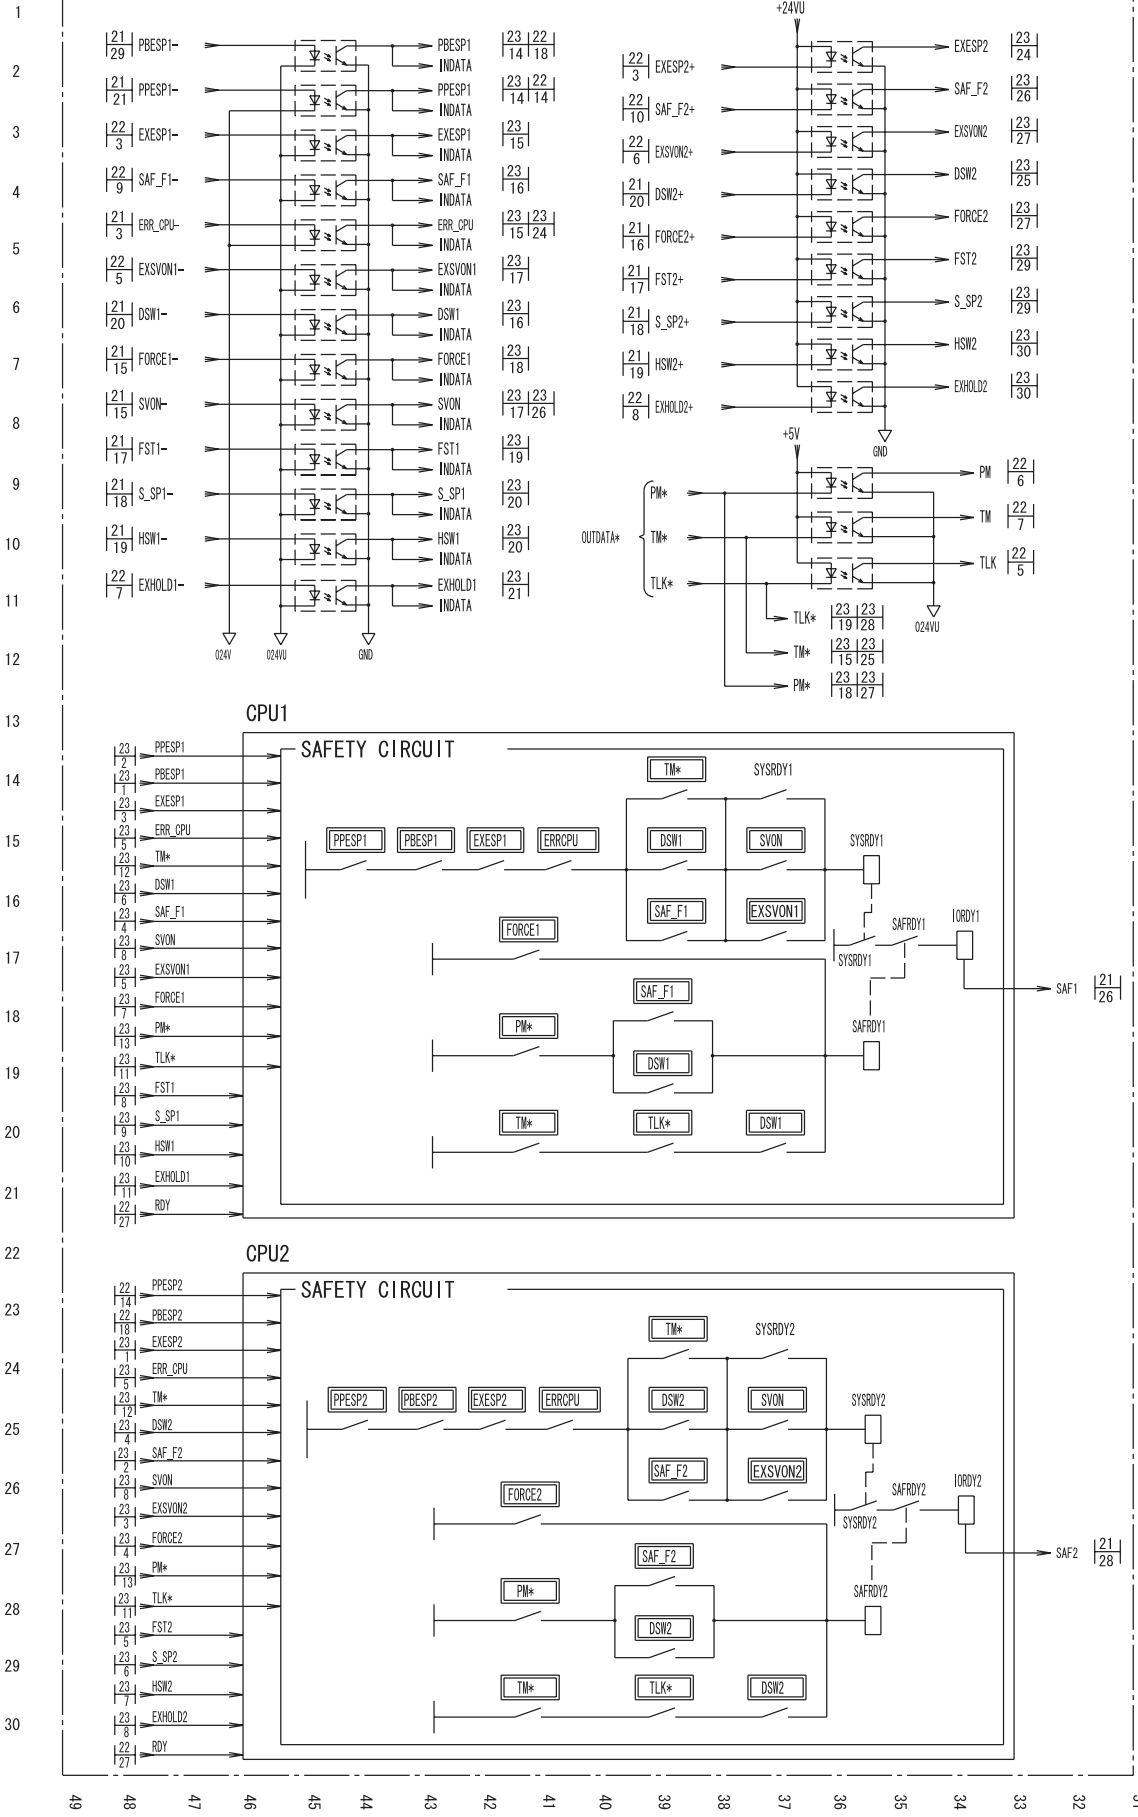 1
2
3
4
5
6
7
8
9
10
11
12
13
14
15
16
17
18
19
20
21
22
23
24
25
26
27
28
29
30
21 29 PBESP1- PBESP1 23 14 22 18
INDATA
21 21 PPESP1- PPESP1 23 14 22 14
INDATA
22 3 EXESP1- EXESP1 23 15
INDATA
22 9 SAF_F1- SAF_F1 23 16
INDATA
21 3 ERR_CPU- ERR_CPU 23 15 23 24
INDATA
22 5 EXSVON1- EXSVON1 23 17
INDATA
21 20 DSW1- DSW1 23 16
INDATA
21 15 FORCE1- FORCE1 23 18
INDATA
21 15 SVON- SVON 23 17 23 26
INDATA
21 17 FST1- FST1 23 19
INDATA
21 18 S_SP1- S_SP1 23 20
INDATA
21 19 HSW1- HSW1 23 20
INDATA
22 7 EXHOLD1- EXHOLD1 23 21
INDATA
024V 024VU GND
+24VU
EXESP2 23 24
22 3 EXESP2+
SAF_F2 23 26
22 10 SAF_F2+
EXSVON2 23 27
22 6 EXSVON2+
DSW2 23 25
21 20 DSW2+
FORCE2 23 27
21 16 FORCE2+
FST2 23 29
21 17 FST2+
S_SP2 23 29
21 18 S_SP2+
HSW2 23 30
21 19 HSW2+
EXHOLD2 23 30
22 8 EXHOLD2+
+5V
GND
PM 22 6
PM*
TM 22 7
OUTDATA* TM*
TLK 22 5
TLK*
TLK* 23 19 23 28
024VU
TM* 23 15 23 25
PM* 23 18 23 27
CPU1
SAFETY CIRCUIT
23 2 PPESP1
23 1 PBESP1
23 3 EXESP1
23 5 ERR_CPU
23 12 TM*
23 6 DSW1
23 4 SAF_F1
23 8 SVON
23 5 EXSVON1
23 7 FORCE1
23 13 PM*
23 11 TLK*
23 8 FST1
23 9 S_SP1
23 10 HSW1
23 11 EXHOLD1
22 27 RDY
TM* SYSRDY1
PPESP1 PBESP1 EXESP1 ERRCPU DSW1 SVON SYSRDY1
SAF_F1 EXSVON1
FORCE1 SAFRDY1 IORDY1
SYSRDY1
SAF_F1 SAF1 21 26
PM* SAFRDY1
DSW1
TM* TLK* DSW1
CPU2
SAFETY CIRCUIT
22 14 PPESP2
22 18 PBESP2
23 1 EXESP2
23 5 ERR_CPU
23 12 TM*
23 4 DSW2
23 2 SAF_F2
23 8 SVON
23 3 EXSVON2
23 4 FORCE2
23 13 PM*
23 11 TLK*
23 5 FST2
23 6 S_SP2
23 7 HSW2
23 8 EXHOLD2
22 27 RDY
TM* SYSRDY2
PPESP2 PBESP2 EXESP2 ERRCPU DSW2 SVON SYSRDY2
SAF_F2 EXSVON2
FORCE2 SAFRDY2 IORDY2
SYSRDY2
SAF_F2 SAF2 21 28
PM* SAFRDY2
DSW2
TM* TLK* DSW2
49 48 47 46 45 44 43 42 41 40 39 38 37 36 35 34 33 32